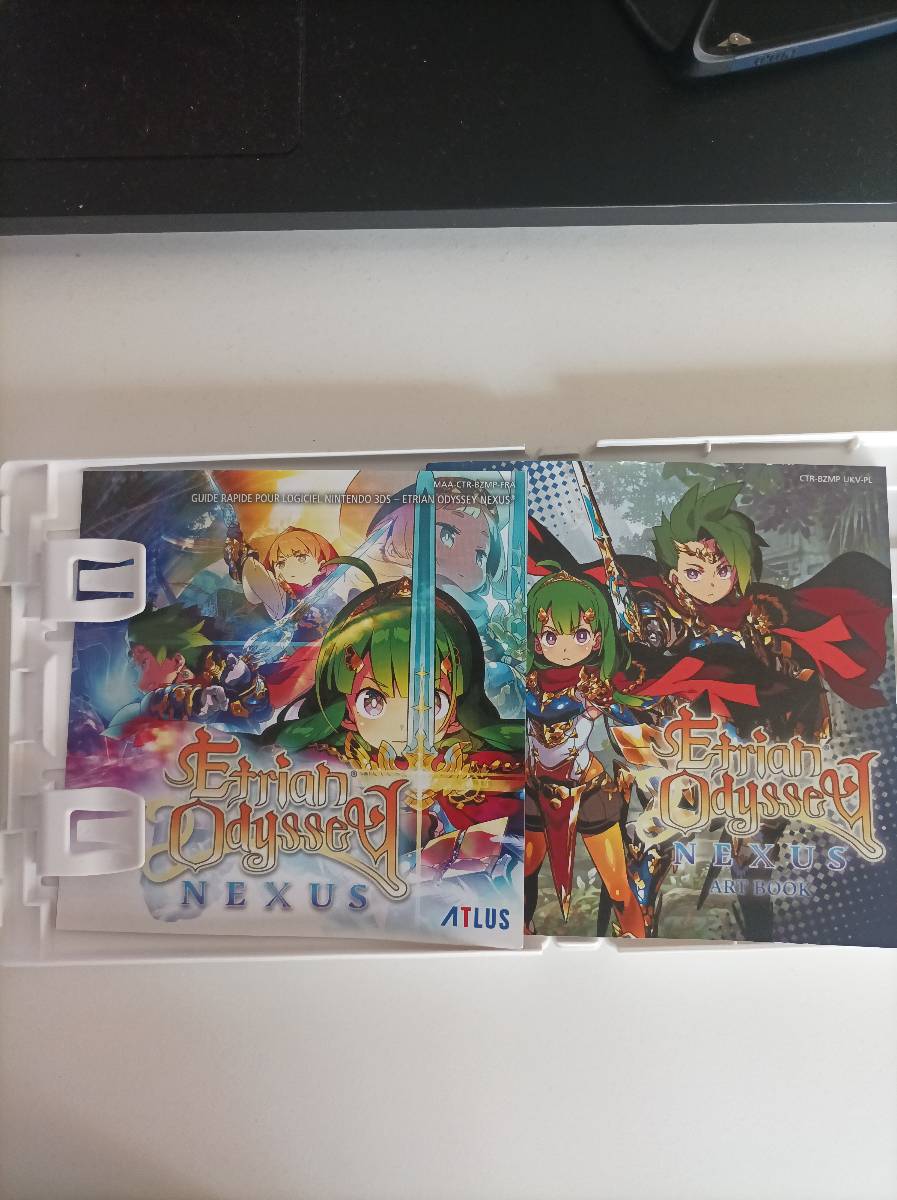 MAA-CTR-BZMP-FRA
GUIDE RAPIDE POUR LOGICIEL NINTENDO 3DS – ETRIAN ODYSSEY NEXUS®
Etrian®
Odyssey
NEXUS
ATLUS
CTR-BZMP UKV-PL
Etrian
Odyssey
NEXUS
ART BOOK